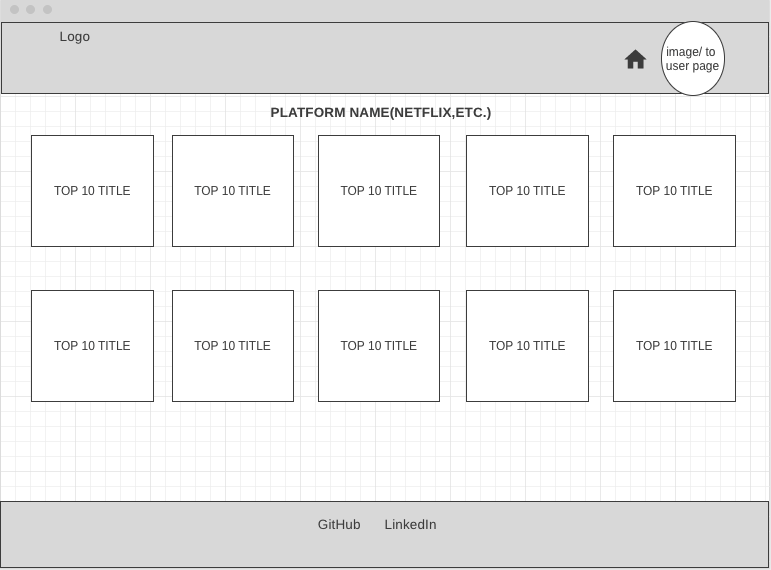 Logo
image/ to
user page
PLATFORM NAME(NETFLIX,ETC.)
TOP 10 TITLE
TOP 10 TITLE
TOP 10 TITLE
TOP 10 TITLE
TOP 10 TITLE
TOP 10 TITLE
TOP 10 TITLE
TOP 10 TITLE
TOP 10 TITLE
TOP 10 TITLE
GitHub
LinkedIn